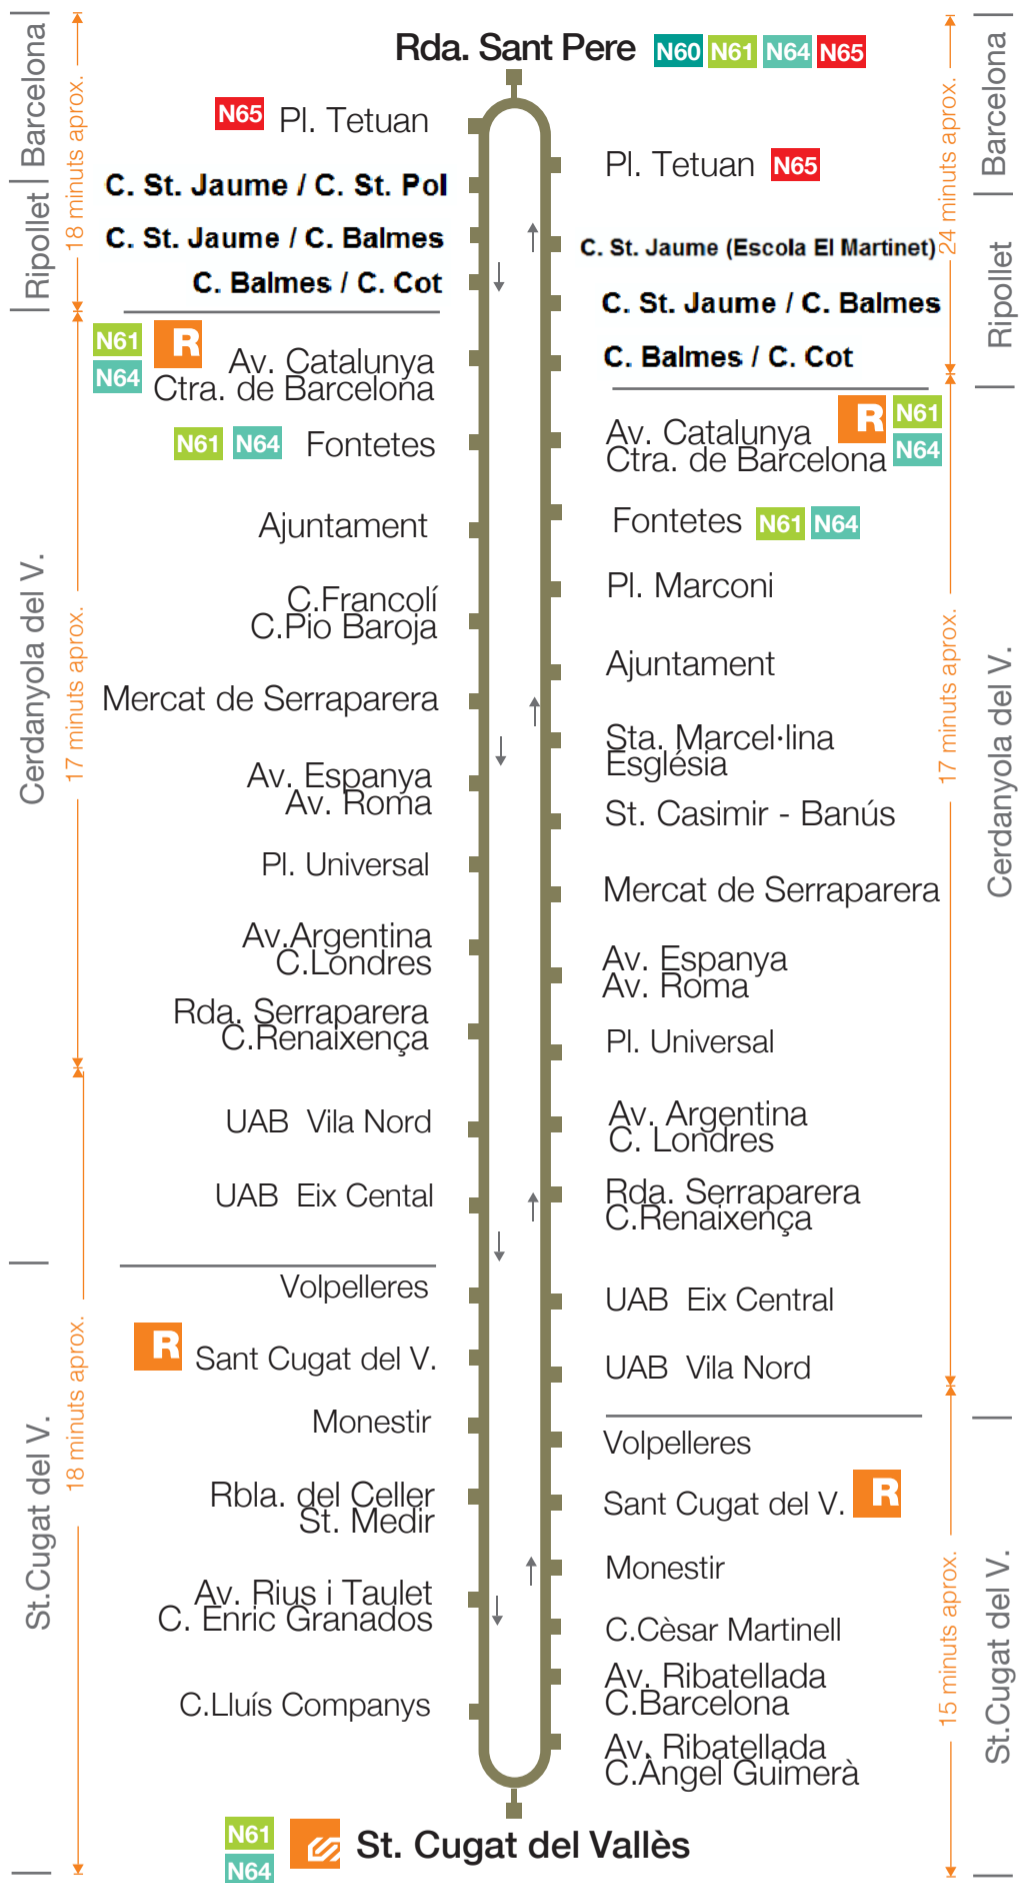 Rda. Sant Pere N60 N61 N64 N65
Barcelona
Ripollet
18 minuts aprox.
N65 Pl. Tetuan
C. St. Jaume / C. St. Pol
C. St. Jaume / C. Balmes
C. Balmes / C. Cot
Cerdanyola del V.
17 minuts aprox.
N61 R
N64
Av. Catalunya
Ctra. de Barcelona
N61 N64 Fontetes
Ajuntament
C.Francolí
C.Pio Baroja
Mercat de Serraparera
Av. Espanya
Av. Roma
Pl. Universal
Av.Argentina
C.Londres
Rda. Serraparera
C.Renaixença
UAB Vila Nord
UAB Eix Cental
St.Cugat del V.
18 minuts aprox.
Volpelleres
R Sant Cugat del V.
Monestir
Rbla. del Celler
St. Medir
Av. Rius i Taulet
C. Enric Granados
C.Lluís Companys
Barcelona
Ripollet
24 minuts aprox.
Pl. Tetuan N65
C. St. Jaume (Escola El Martinet)
C. St. Jaume / C. Balmes
C. Balmes / C. Cot
Cerdanyola del V.
17 minuts aprox.
Av. Catalunya R N61
Ctra. de Barcelona N64
Fontetes N61 N64
Pl. Marconi
Ajuntament
Sta. Marcel·lina
Església
St. Casimir - Banús
Mercat de Serraparera
Av. Espanya
Av. Roma
Pl. Universal
Av. Argentina
C. Londres
Rda. Serraparera
C.Renaixença
UAB Eix Central
UAB Vila Nord
St.Cugat del V.
15 minuts aprox.
Volpelleres
Sant Cugat del V. R
Monestir
C.Cèsar Martinell
Av. Ribatellada
C.Barcelona
Av. Ribatellada
C.Àngel Guimerà
N61
N64
St. Cugat del Vallès